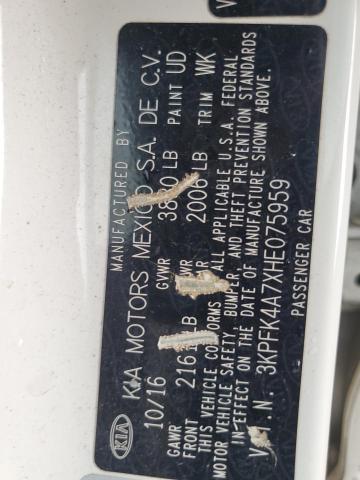 MANUFACTURED BY
KIA KIA MOTORS MEXICO S.A. DE C.V.
10/16 GVWR LB PAINT UD
GAWR
FRONT LB 2006 LB TRIM WK
THIS VEHICLE CONFORMS ALL APPLICABLE U.S.A. FEDERAL
MOTOR VEHICLE SAFETY, BUMPER, AND THEFT PREVENTION STANDARDS
IN EFFECT ON THE DATE OF MANUFACTURE SHOWN ABOVE.
V.I.N. 3KPFK4A7XHE075959
PASSENGER CAR